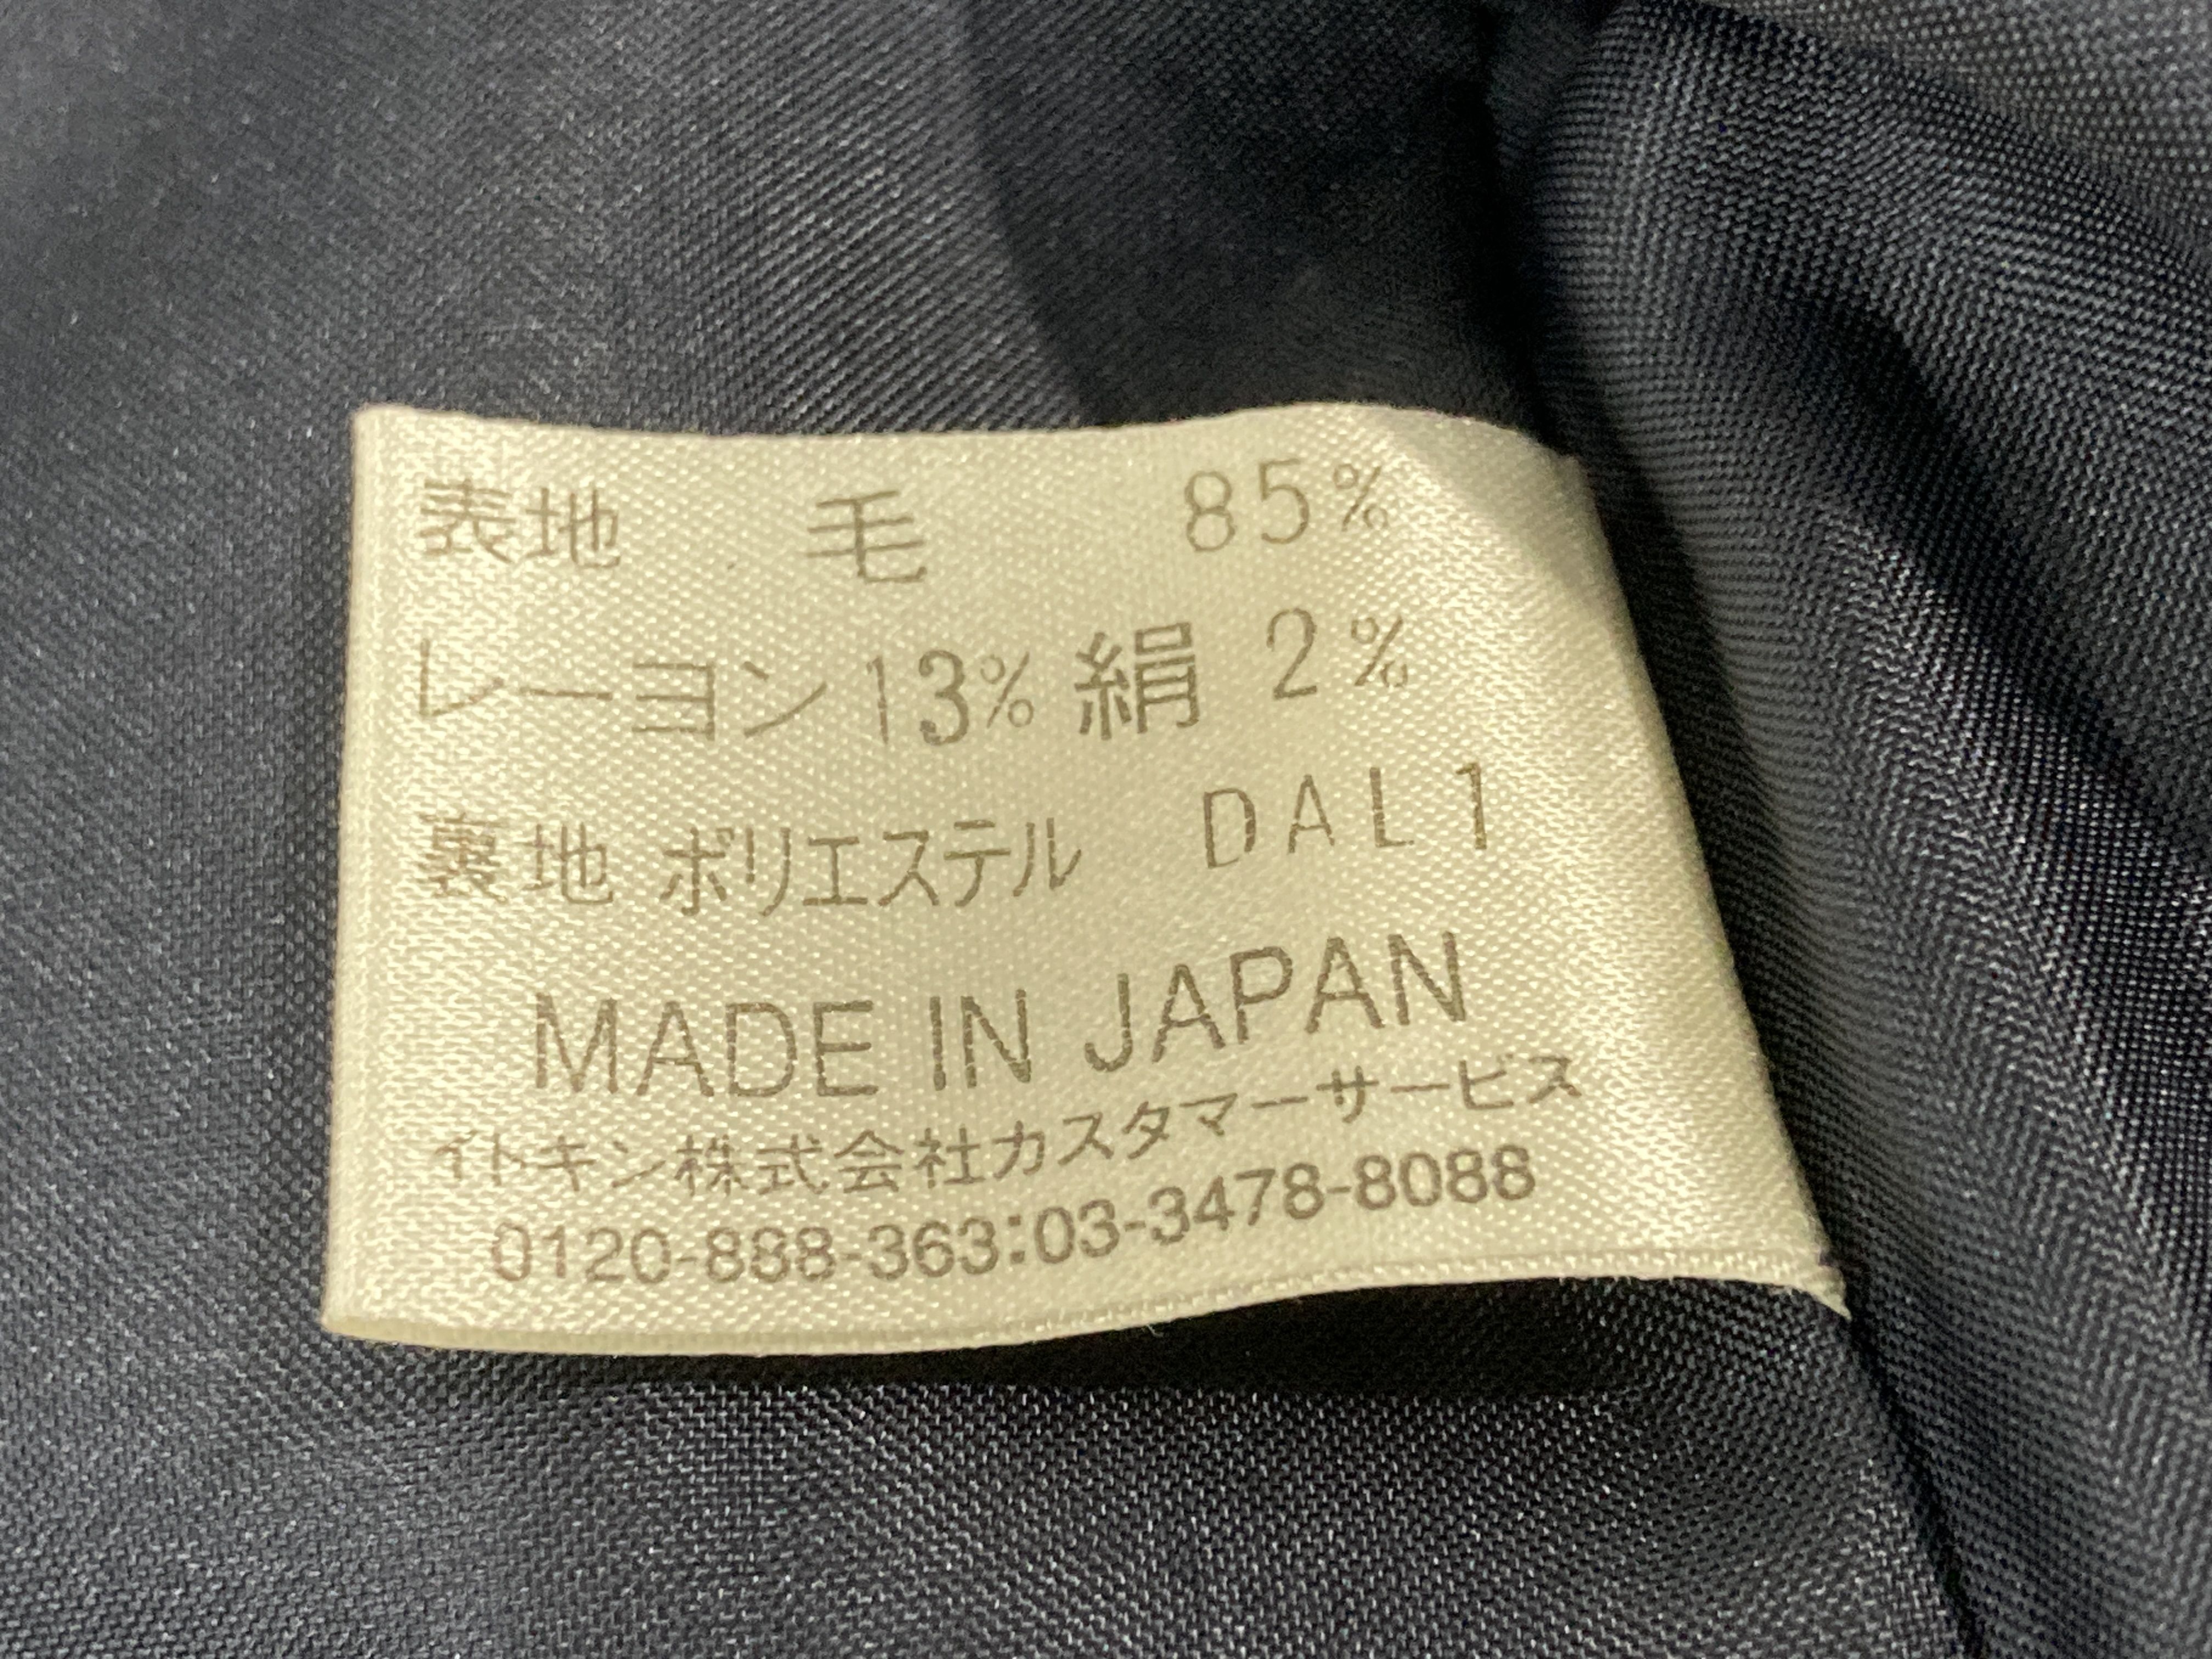 表地 毛 85%
レーヨン 13% 絹 2%
裏地 ポリエステル DAL1
MADE IN JAPAN
イトキン株式会社カスタマーサービス
0120-888-363:03-3478-8088